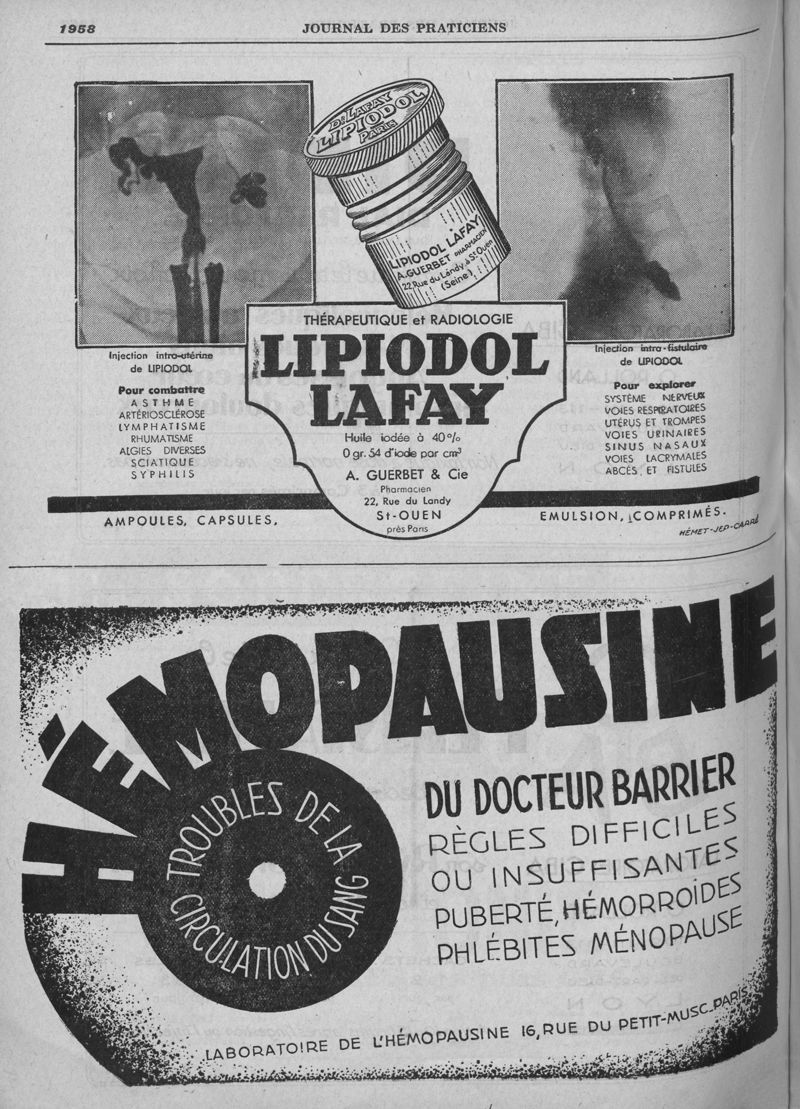 1958
JOURNAL DES PRATICIENS
Dr LAFAY
LIPIODOL
PARIS
LIPIODOL LAFAY
A. GUERBET PHARMACIEN
22 Rue du Landy à St-Ouen
(Seine)
Injection intra-utérine
de LIPIODOL
Pour combattre
ASTHME
ARTÉRIOSCLÉROSE
LYMPHATISME
RHUMATISME
ALGIES DIVERSES
SCIATIQUE
SYPHILIS
THÉRAPEUTIQUE et RADIOLOGIE
LIPIODOL
LAFAY
Huile iodée à 40%
0 gr. 54 d'iode par cm³
A. GUERBET & Cie
Pharmacien
22, Rue du Landy
St-OUEN
près Paris
Injection intra-fistulaire
de LIPIODOL
Pour explorer
SYSTÈME NERVEUX
VOIES RESPIRATOIRES
UTÉRUS ET TROMPES
VOIES URINAIRES
SINUS NASAUX
VOIES LACRYMALES
ABCÉS, ET FISTULES
AMPOULES, CAPSULES,
EMULSION, COMPRIMÉS.
HÉMET-JEP-CARRÉ
HÉMOPAUSINE
TROUBLES DE LA
CIRCULATION DU SANG
DU DOCTEUR BARRIER
RÈGLES DIFFICILES
OU INSUFFISANTES
PUBERTÉ, HÉMORROÏDES
PHLÉBITES MÉNOPAUSE
LABORATOIRE DE L'HÉMOPAUSINE 16, RUE DU PETIT-MUSC-PARIS